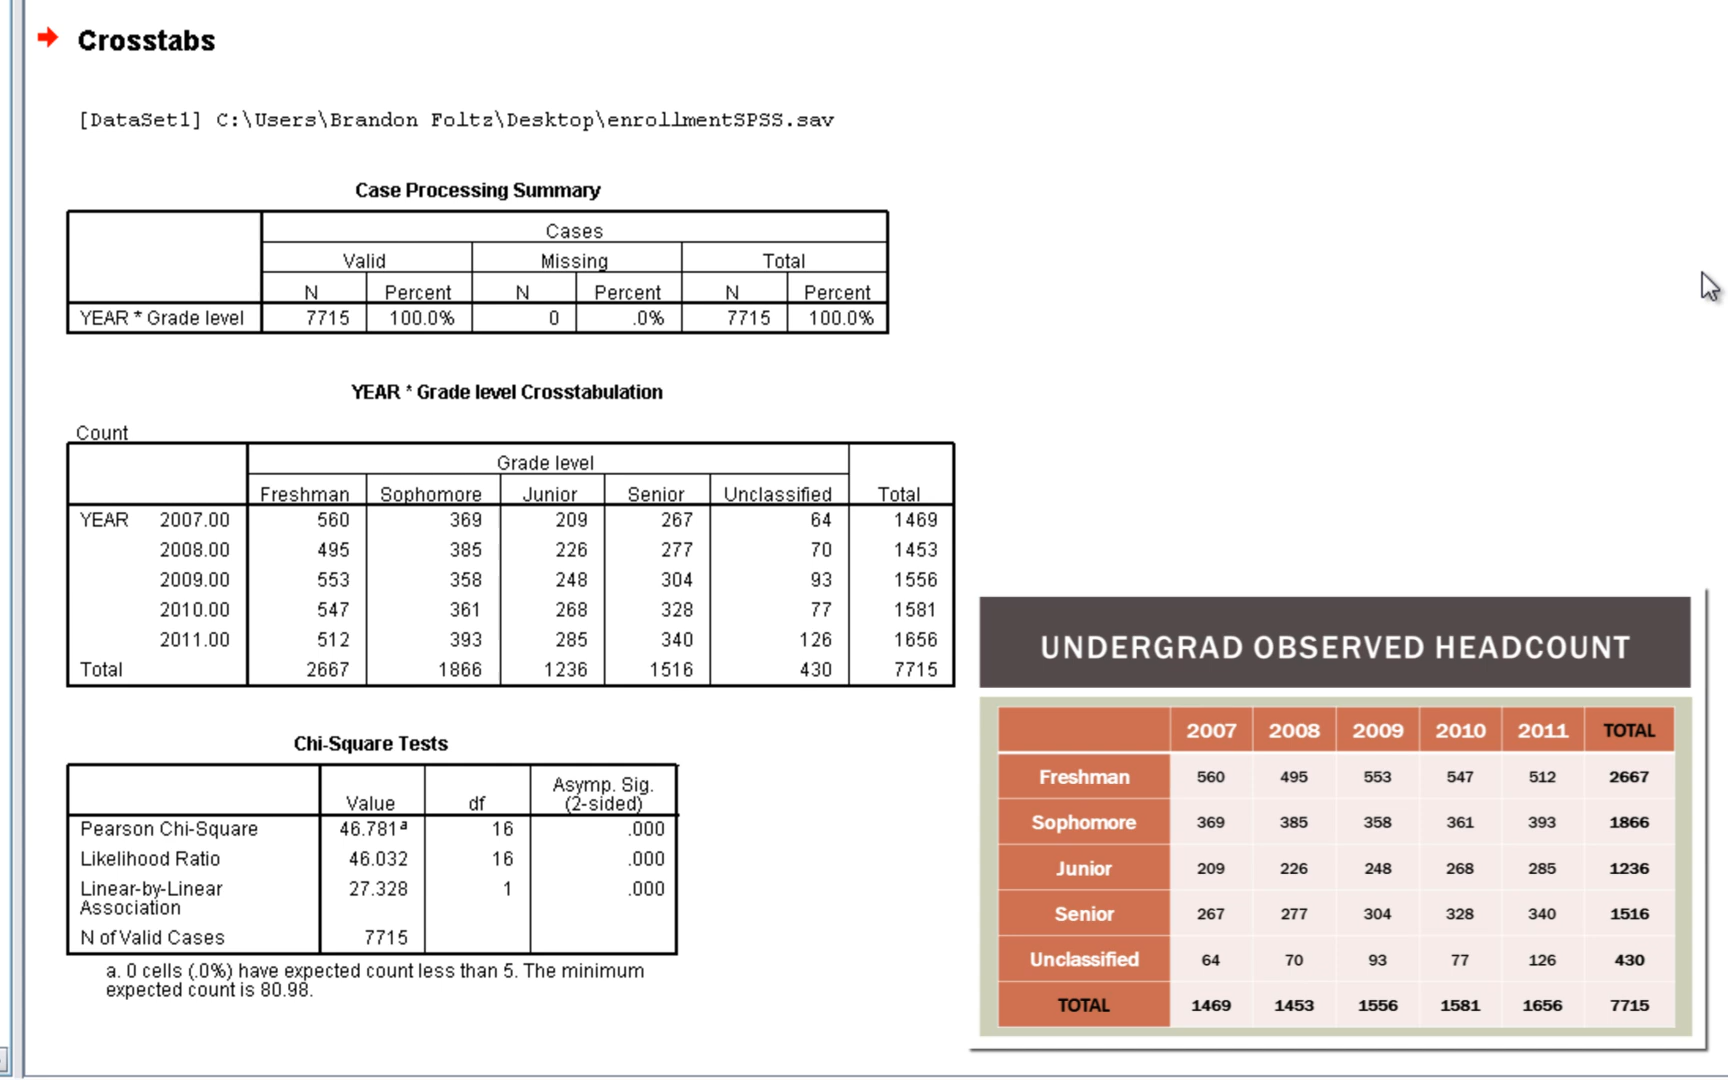 Crosstabs
[DataSet1] C:\Users\Brandon Foltz\Desktop\enrollmentSPSS.sav
Case Processing Summary
Cases
Valid Missing Total
N Percent N Percent N Percent
YEAR * Grade level 7715 100.0% 0 .0% 7715 100.0%
YEAR * Grade level Crosstabulation
Count
Grade level
Freshman Sophomore Junior Senior Unclassified Total
YEAR 2007.00 560 369 209 267 64 1469
2008.00 495 385 226 277 70 1453
2009.00 553 358 248 304 93 1556
2010.00 547 361 268 328 77 1581
2011.00 512 393 285 340 126 1656
Total 2667 1866 1236 1516 430 7715
Chi-Square Tests
Value df Asymp. Sig.
(2-sided)
Pearson Chi-Square 46.781a 16 .000
Likelihood Ratio 46.032 16 .000
Linear-by-Linear 27.328 1 .000
Association
N of Valid Cases 7715
a. 0 cells (.0%) have expected count less than 5. The minimum
expected count is 80.98.
UNDERGRAD OBSERVED HEADCOUNT
2007 2008 2009 2010 2011 TOTAL
Freshman 560 495 553 547 512 2667
Sophomore 369 385 358 361 393 1866
Junior 209 226 248 268 285 1236
Senior 267 277 304 328 340 1516
Unclassified 64 70 93 77 126 430
TOTAL 1469 1453 1556 1581 1656 7715